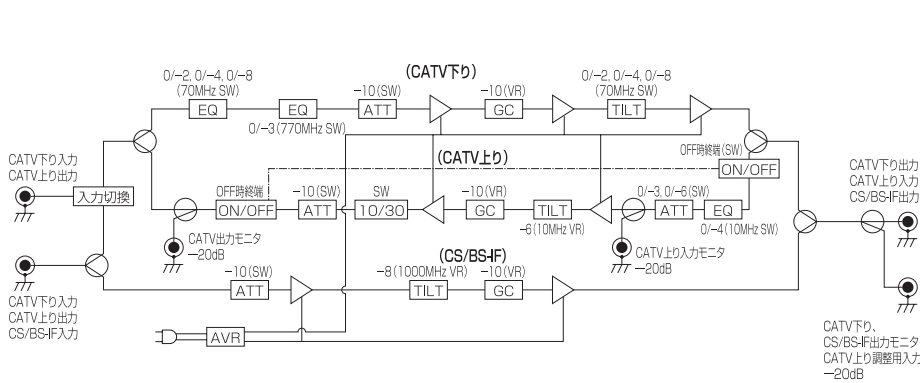 (CATV下り)
0/−2, 0/−4, 0/−8
(70MHz SW)
EQ
EQ
0/−3(770MHz SW)
−10(SW)
ATT
−10(VR)
GC
0/−2, 0/−4, 0/−8
(70MHz SW)
TILT
CATV下り入力
CATV上り出力
入力切換
(CATV上り)
OFF時終端(SW)
ON/OFF
OFF時終端
ON/OFF
−10(SW)
ATT
SW
10/30
−10(VR)
GC
TILT
−6(10MHz VR)
0/−3, 0/−6(SW)
ATT
EQ
0/−4(10MHz SW)
CATV出力モニタ
−20dB
CATV上り入力モニタ
−20dB
CATV下り出力
CATV上り入力
CS/BS-IF出力
(CS/BS-IF)
−10(SW)
ATT
−8(1000MHz VR)
TILT
−10(VR)
GC
CATV下り入力
CATV上り出力
CS/BS-IF入力
AVR
CATV下り、
CS/BS-IF出力モニタ
CATV上り調整用入力
−20dB